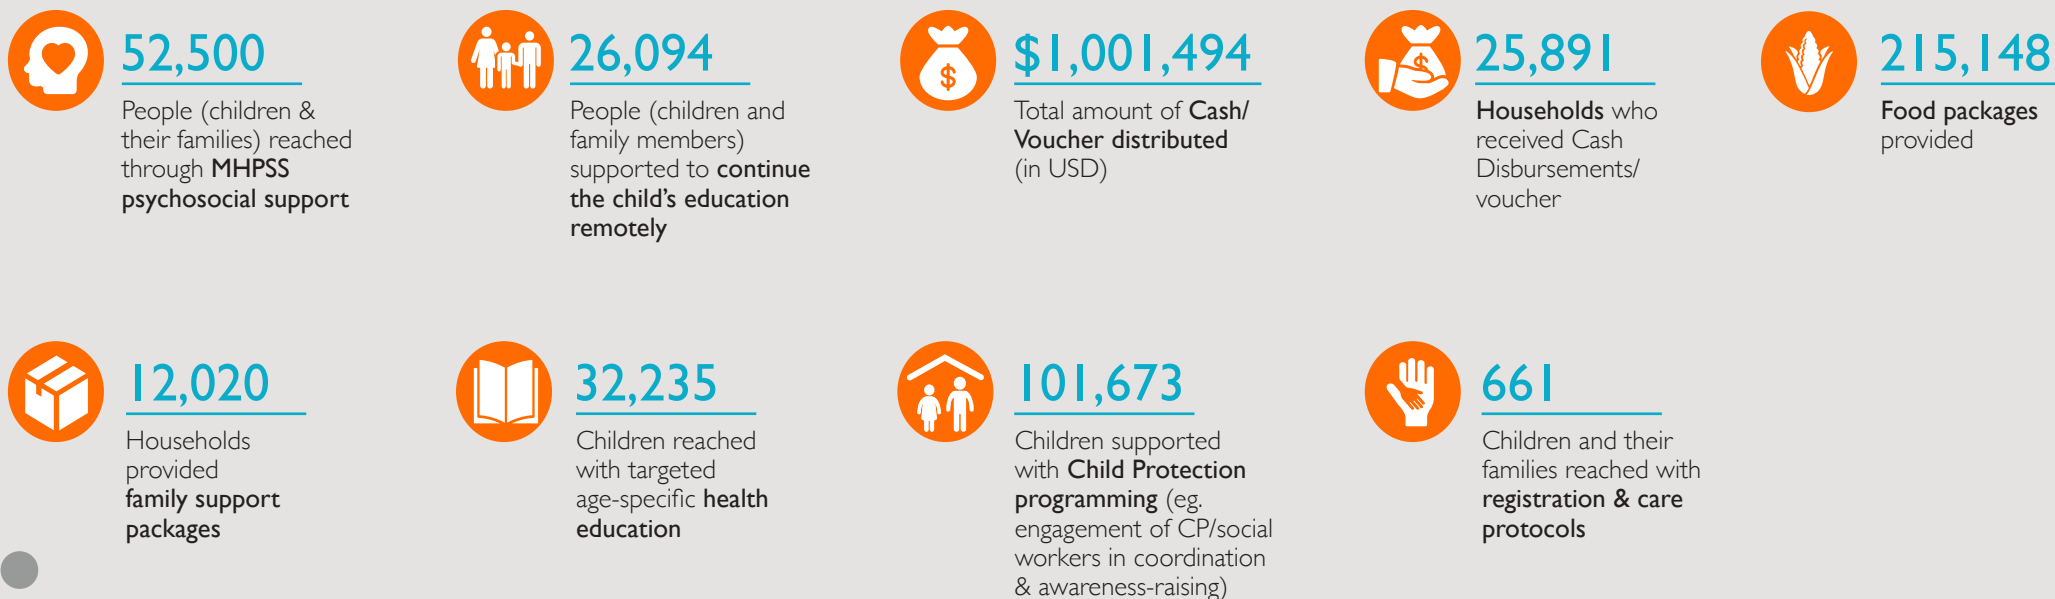 52,500
People (children &
their families) reached
through MHPSS
psychosocial support
26,094
People (children and
family members)
supported to continue
the child's education
remotely
$1,001,494
Total amount of Cash/
Voucher distributed
(in USD)
25,891
Households who
received Cash
Disbursements/
voucher
215,148
Food packages
provided
12,020
Households
provided
family support
packages
32,235
Children reached
with targeted
age-specific health
education
101,673
Children supported
with Child Protection
programming (eg.
engagement of CP/social
workers in coordination
& awareness-raising)
661
Children and their
families reached with
registration & care
protocols